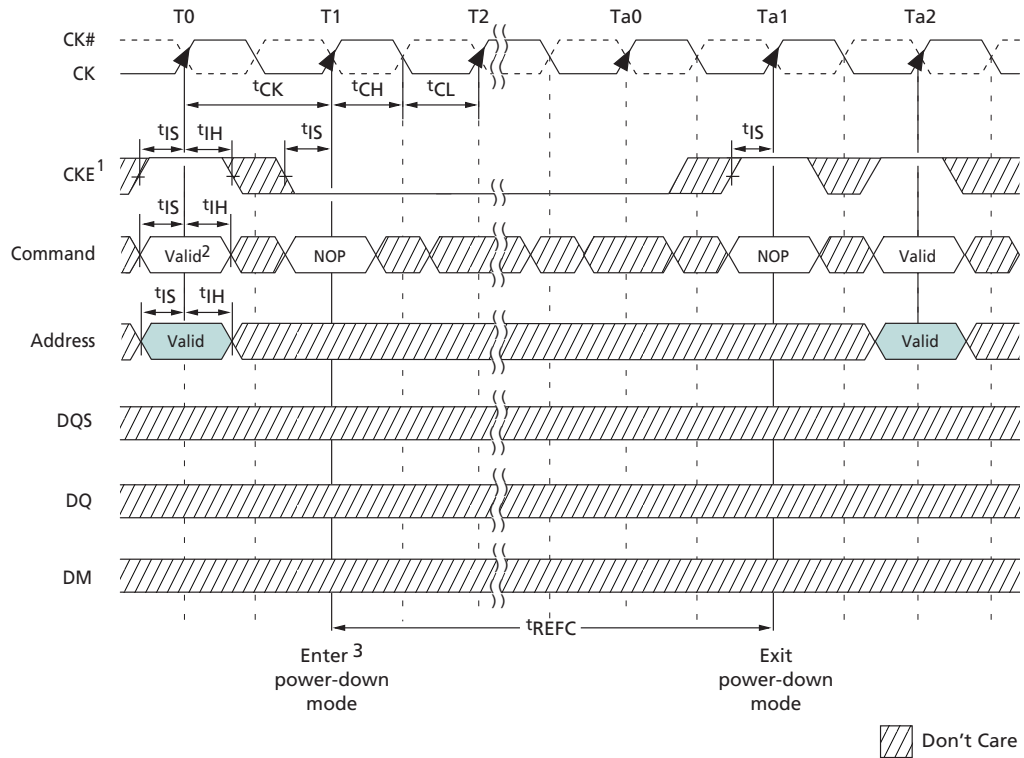 T0 T1 T2 Ta0 Ta1 Ta2
CK#
CK
tCK tCH tCL
tIS tIH tIS tIS
CKE1
tIS tIH
Command Valid2 NOP NOP Valid
tIS tIH
Address Valid Valid
DQS
DQ
DM
tREFC
Enter 3 Exit
power-down power-down
mode mode
Don't Care